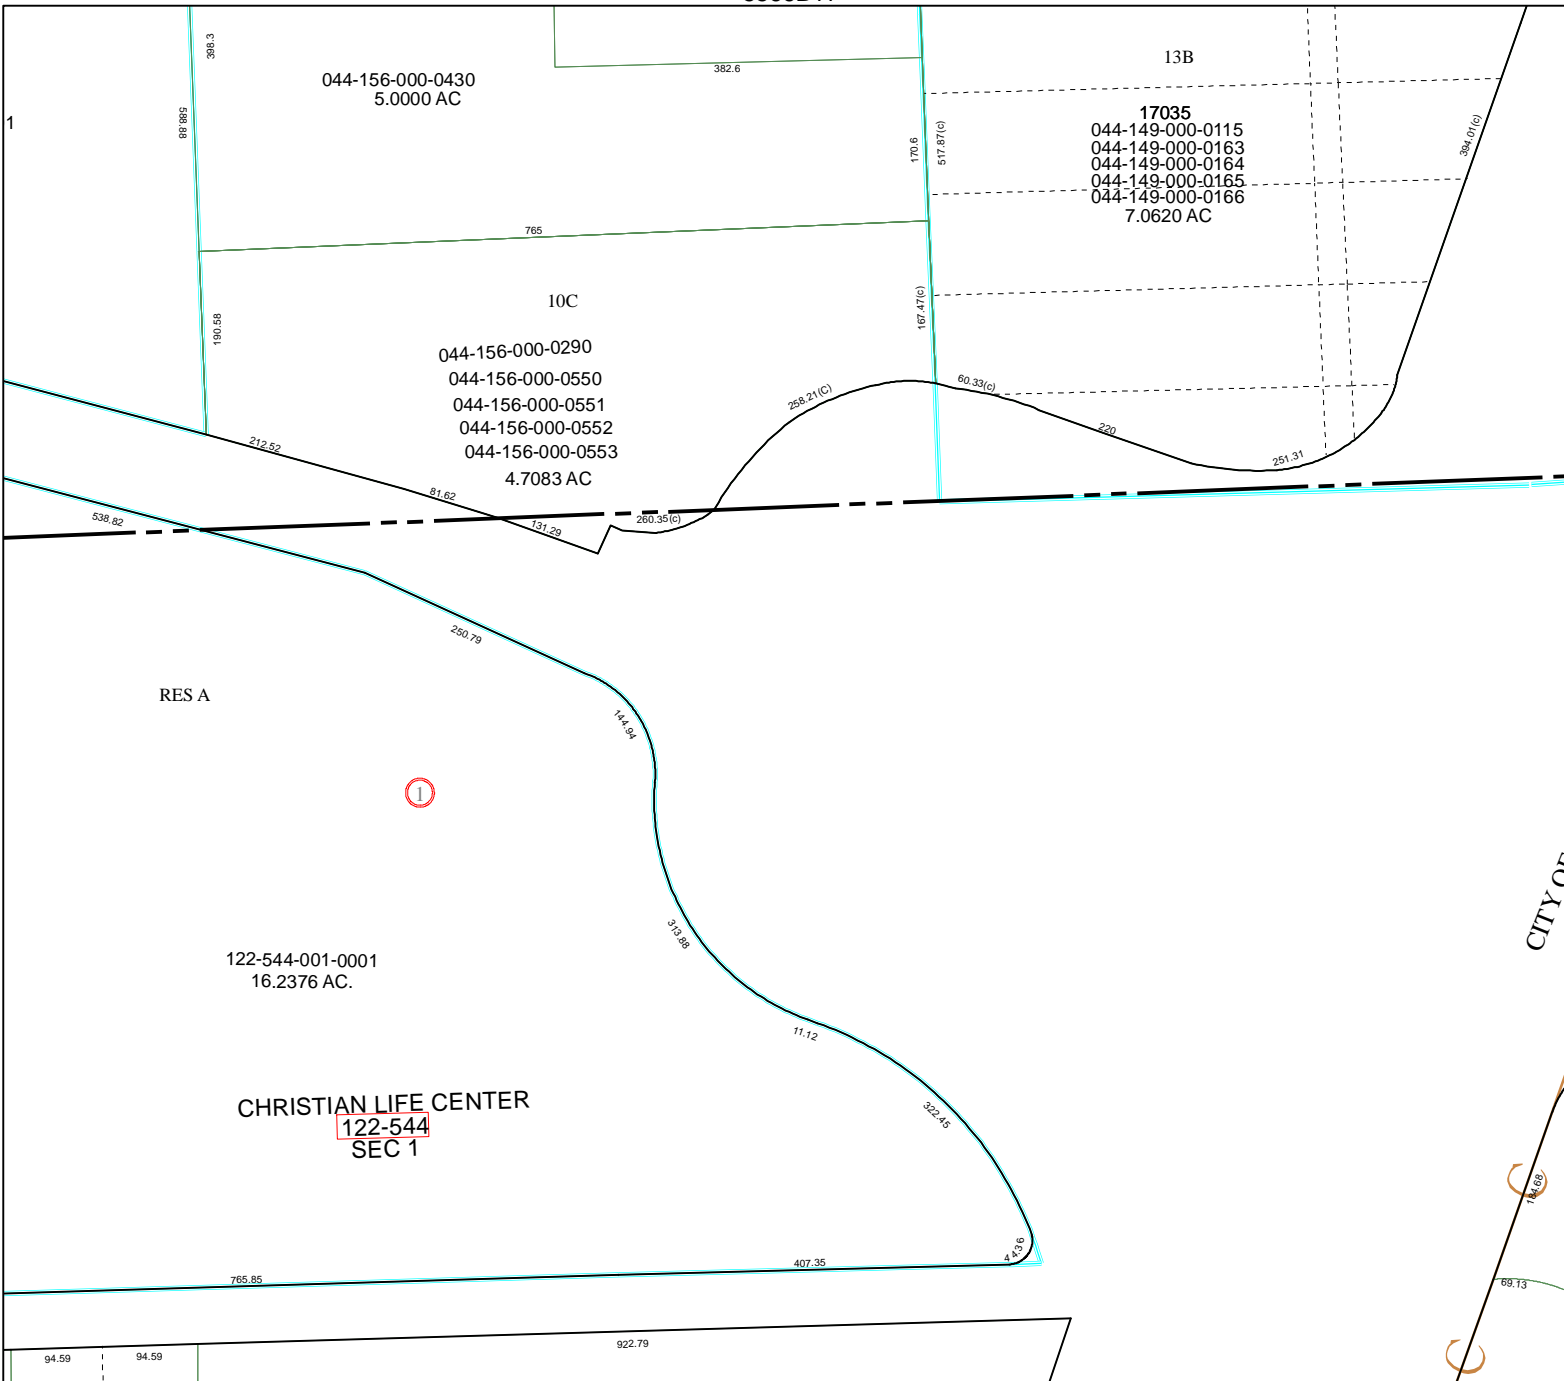 398.3
044-156-000-0430
5.0000 AC
382.6
13B
588.88
1
170.6
517.87(c)
17035
044-149-000-0115
044-149-000-0163
044-149-000-0164
044-149-000-0165
044-149-000-0166
7.0620 AC
394.01(c)
765
10C
190.58
167.47(c)
044-156-000-0290
044-156-000-0550
044-156-000-0551
044-156-000-0552
044-156-000-0553
4.7083 AC
258.21(C)
60.33(c)
220
251.31
212.52
81.62
131.29
260.35(c)
538.82
250.79
RES A
144.94
1
313.88
122-544-001-0001
16.2376 AC.
11.12
CITY OF
CHRISTIAN LIFE CENTER
122-544
SEC 1
322.45
184.68
44.36
407.35
765.85
69.13
922.79
94.59
94.59